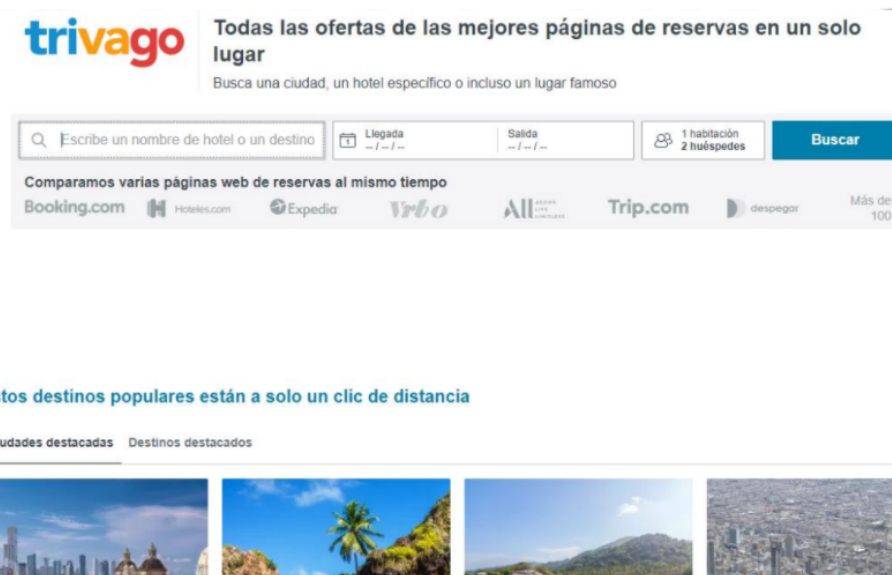 trivago
Todas las ofertas de las mejores páginas de reservas en un solo
lugar
Busca una ciudad, un hotel específico o incluso un lugar famoso
Escribe un nombre de hotel o un destino
Llegada
-- / -- / --
Salida
-- / -- / --
1 habitación
2 huéspedes
Buscar
Comparamos varias páginas web de reservas al mismo tiempo
Booking.com Hoteles.com Expedia Vrbo ALL Trip.com despegar Más de
100
tos destinos populares están a solo un clic de distancia
udades destacadas Destinos destacados